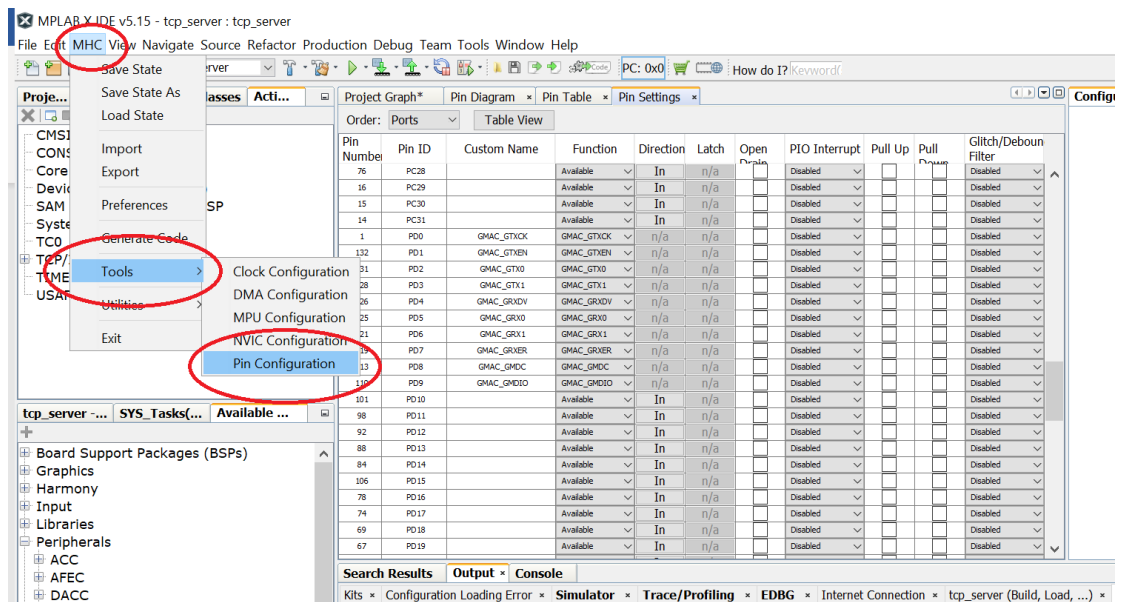 MPLAB X IDE v5.15 - tcp_server : tcp_server
File Edit MHC View Navigate Source Refactor Production Debug Team Tools Window Help
PC: 0x0 How do I?
Save State
Save State As
Load State
Import
Export
Preferences
Generate Code
Tools >
Utilities >
Exit
Clock Configuration
DMA Configuration
MPU Configuration
NVIC Configuration
Pin Configuration
Proje... lasses Acti...
CMSI
CONS
Core
Devic
SAM SP
Syste
TC0
TCP/
TIME
USA
tcp_server -... SYS_Tasks(... Available ...
Board Support Packages (BSPs)
Graphics
Harmony
Input
Libraries
Peripherals
ACC
AFEC
DACC
Project Graph* Pin Diagram × Pin Table × Pin Settings × Configu
Order: Ports Table View
Pin Number Pin ID Custom Name Function Direction Latch Open Drain PIO Interrupt Pull Up Pull Down Glitch/Deboun Filter
76 PC28 Available In n/a Disabled Disabled
16 PC29 Available In n/a Disabled Disabled
15 PC30 Available In n/a Disabled Disabled
14 PC31 Available In n/a Disabled Disabled
1 PD0 GMAC_GTXCK GMAC_GTXCK n/a n/a Disabled Disabled
132 PD1 GMAC_GTXEN GMAC_GTXEN n/a n/a Disabled Disabled
31 PD2 GMAC_GTX0 GMAC_GTX0 n/a n/a Disabled Disabled
28 PD3 GMAC_GTX1 GMAC_GTX1 n/a n/a Disabled Disabled
26 PD4 GMAC_GRXDV GMAC_GRXDV n/a n/a Disabled Disabled
25 PD5 GMAC_GRX0 GMAC_GRX0 n/a n/a Disabled Disabled
21 PD6 GMAC_GRX1 GMAC_GRX1 n/a n/a Disabled Disabled
19 PD7 GMAC_GRXER GMAC_GRXER n/a n/a Disabled Disabled
13 PD8 GMAC_GMDC GMAC_GMDC n/a n/a Disabled Disabled
110 PD9 GMAC_GMDIO GMAC_GMDIO n/a n/a Disabled Disabled
101 PD10 Available In n/a Disabled Disabled
98 PD11 Available In n/a Disabled Disabled
92 PD12 Available In n/a Disabled Disabled
88 PD13 Available In n/a Disabled Disabled
84 PD14 Available In n/a Disabled Disabled
106 PD15 Available In n/a Disabled Disabled
78 PD16 Available In n/a Disabled Disabled
74 PD17 Available In n/a Disabled Disabled
69 PD18 Available In n/a Disabled Disabled
67 PD19 Available In n/a Disabled Disabled
Search Results Output × Console
Kits × Configuration Loading Error × Simulator × Trace/Profiling × EDBG × Internet Connection × tcp_server (Build, Load, ...) ×